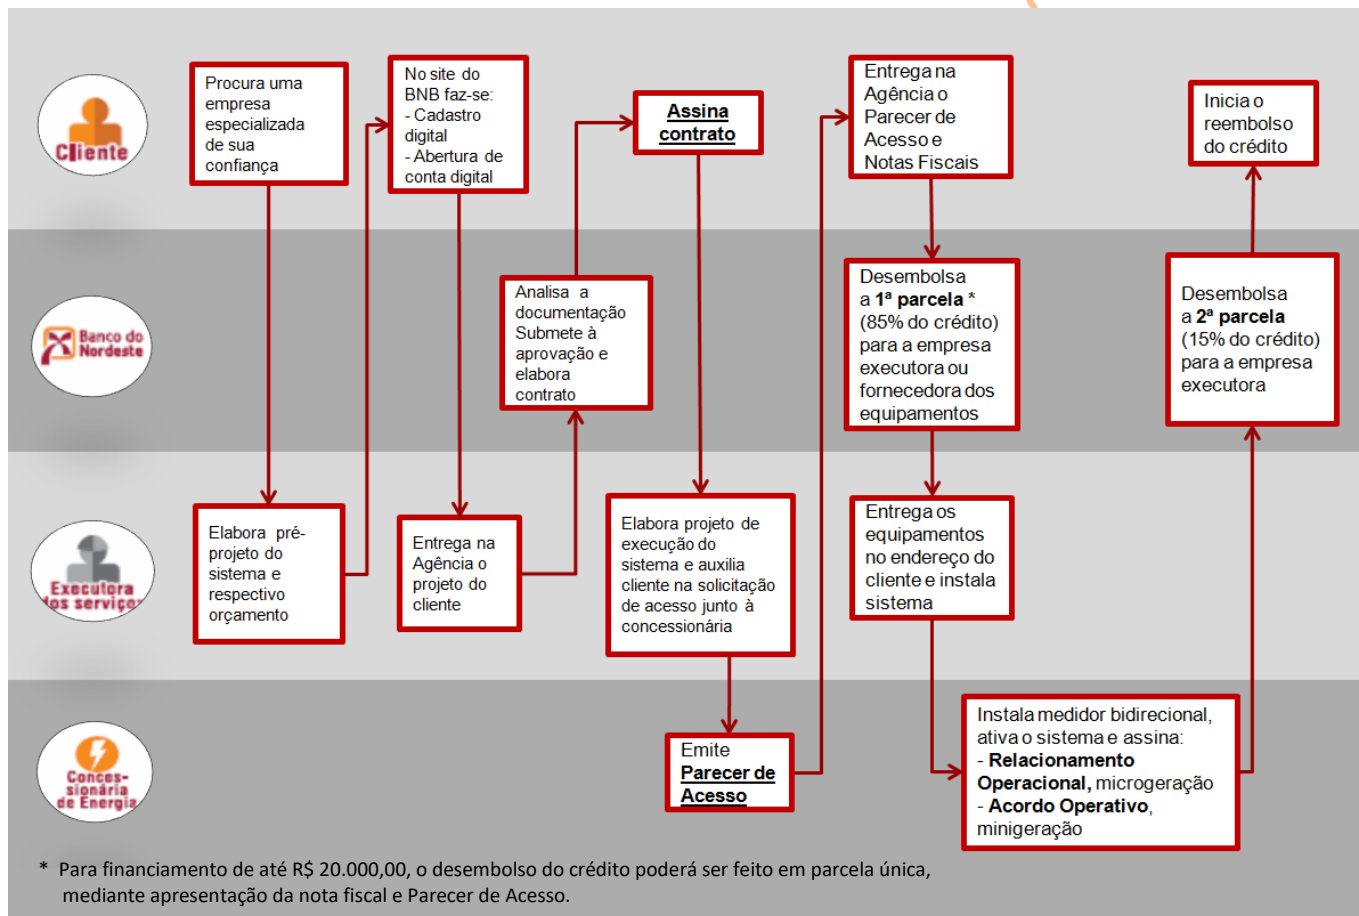 Cliente
Procura uma
empresa
especializada
de sua
confiança
No site do
BNB faz-se:
- Cadastro
digital
- Abertura de
conta digital
Assina
contrato
Entrega na
Agência o
Parecer de
Acesso e
Notas Fiscais
Inicia o
reembolso
do crédito
Banco do
Nordeste
Analisa a
documentação
Submete à
aprovação e
elabora
contrato
Desembolsa
a 1ª parcela *
(85% do crédito)
para a empresa
executora ou
fornecedora dos
equipamentos
Desembolsa
a 2ª parcela
(15% do crédito)
para a empresa
executora
Executora
dos serviços
Elabora pré-
projeto do
sistema e
respectivo
orçamento
Entrega na
Agência o
projeto do
cliente
Elabora projeto de
execução do
sistema e auxilia
cliente na solicitação
de acesso junto à
concessionária
Entrega os
equipamentos
no endereço do
cliente e instala
sistema
Conces-
sionária
de Energia
Emite
Parecer de
Acesso
Instala medidor bidirecional,
ativa o sistema e assina:
- Relacionamento
Operacional, microgeração
- Acordo Operativo,
minigeração
* Para financiamento de até R$ 20.000,00, o desembolso do crédito poderá ser feito em parcela única,
mediante apresentação da nota fiscal e Parecer de Acesso.